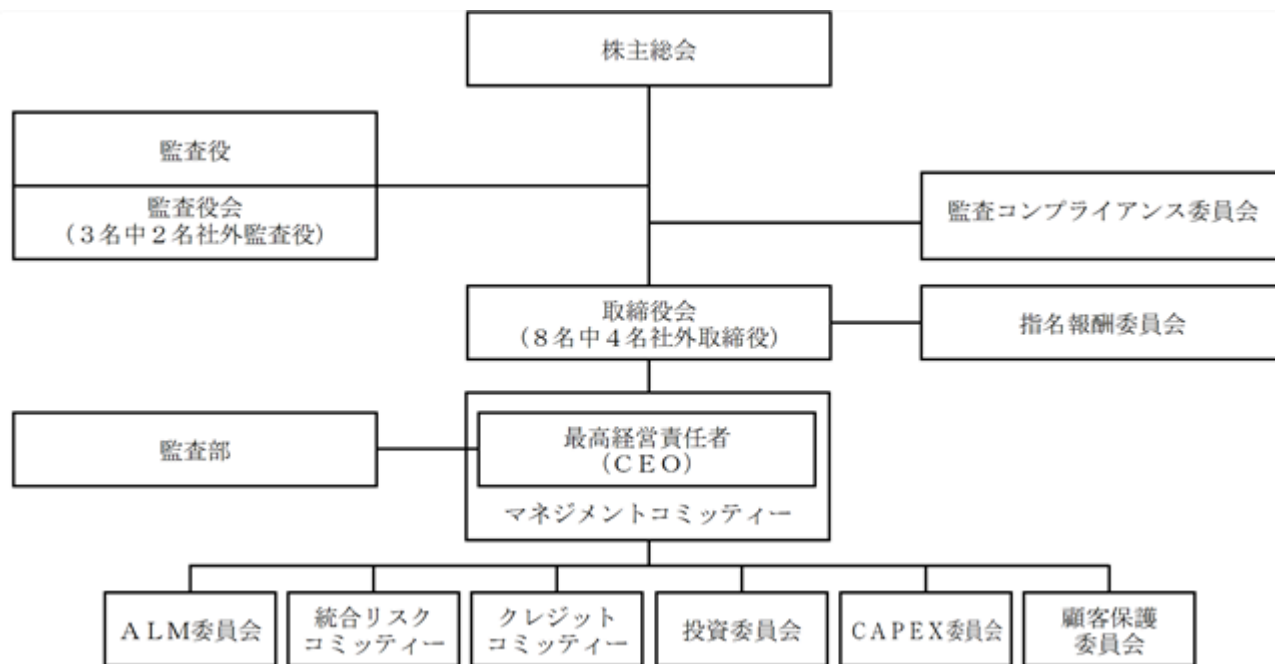 株主総会
監査役
監査役会
(3名中2名社外監査役)
監査コンプライアンス委員会
取締役会
(8名中4名社外取締役)
指名報酬委員会
監査部
最高経営責任者
(CEO)
マネジメントコミッティー
ALM委員会
統合リスク
コミッティー
クレジット
コミッティー
投資委員会
CAPEX委員会
顧客保護
委員会